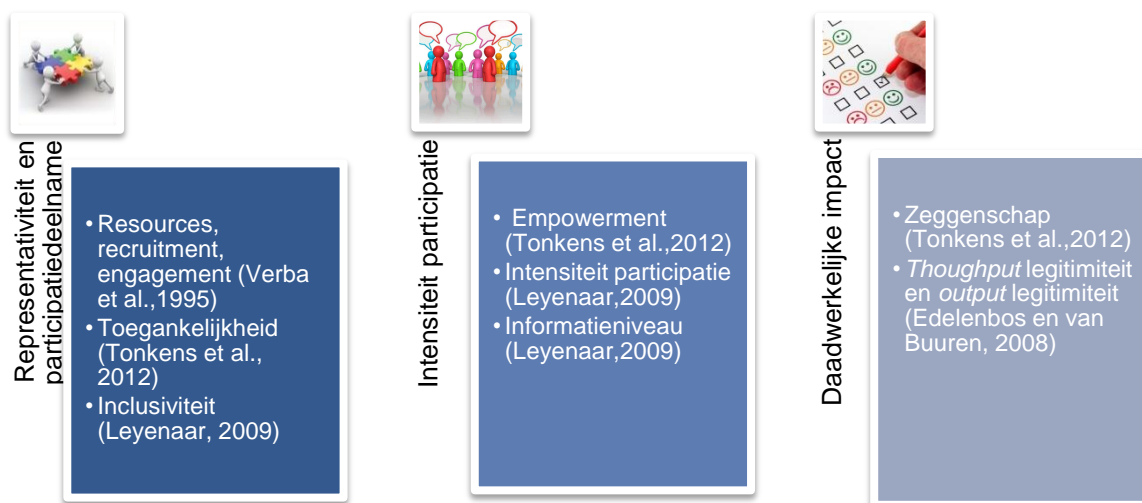 Representativiteit en
participatiedeelname
• Resources,
recruitment,
engagement (Verba
et al.,1995)
• Toegankelijkheid
(Tonkens et al.,
2012)
• Inclusiviteit
(Leyenaar, 2009)
Intensiteit participatie
• Empowerment
(Tonkens et al.,2012)
• Intensiteit participatie
(Leyenaar,2009)
• Informatieniveau
(Leyenaar,2009)
Daadwerkelijke impact
• Zeggenschap
(Tonkens et al.,2012)
• Thoughput legitimiteit
en output legitimiteit
(Edelenbos en van
Buuren, 2008)